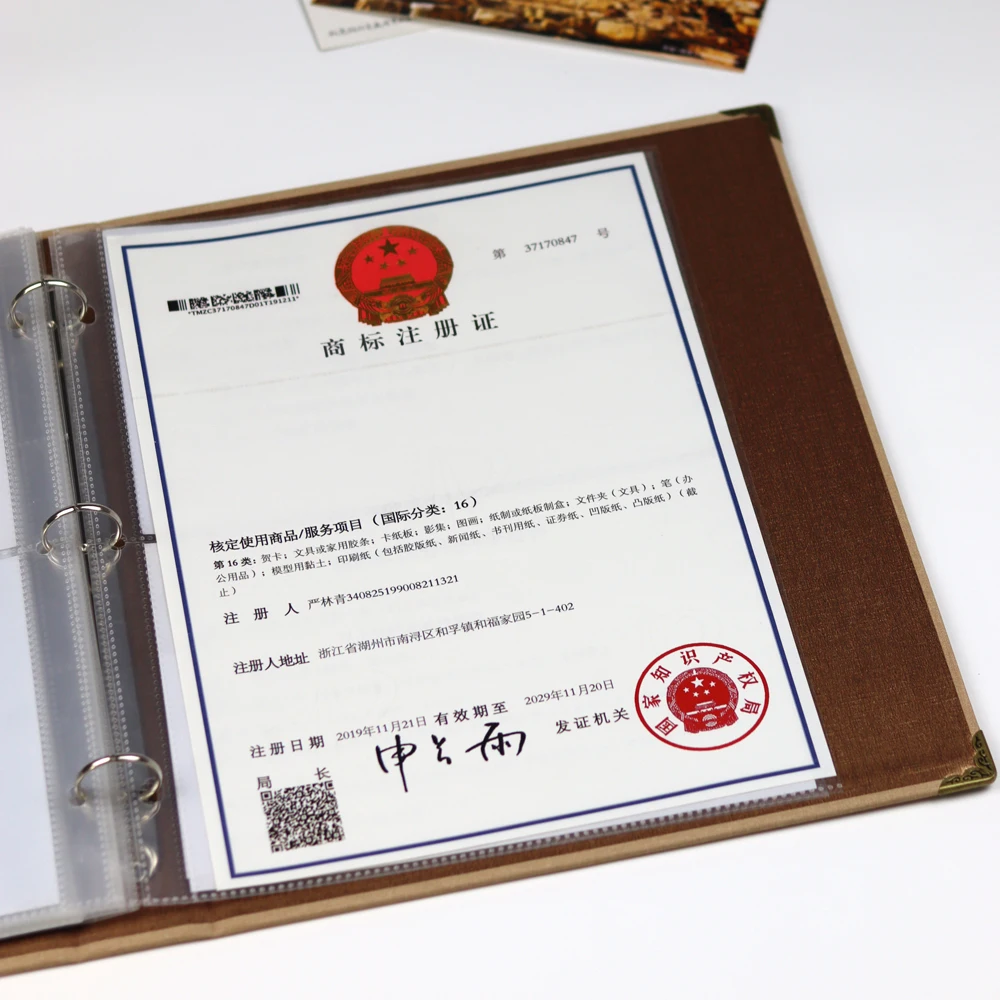 第 37170847 号
*TMZC37170847D01T191211*
商标注册证
核定使用商品/服务项目（国际分类：16）
第16类：贺卡；文具或家用胶条；卡纸板；影集；图画；纸制或纸板制盒；文件夹（文具）；笔（办
公用品）；模型用黏土；印刷纸（包括胶版纸、新闻纸、书刊用纸、证券纸、凹版纸、凸版纸）（截
止）
注 册 人 严林青340825199008211321
注册人地址 浙江省湖州市南浔区和孚镇和福家园5-1-402
注册日期 2019年11月21日 有效期至 2029年11月20日
局 长 申长雨 发证机关
国家知识产权局